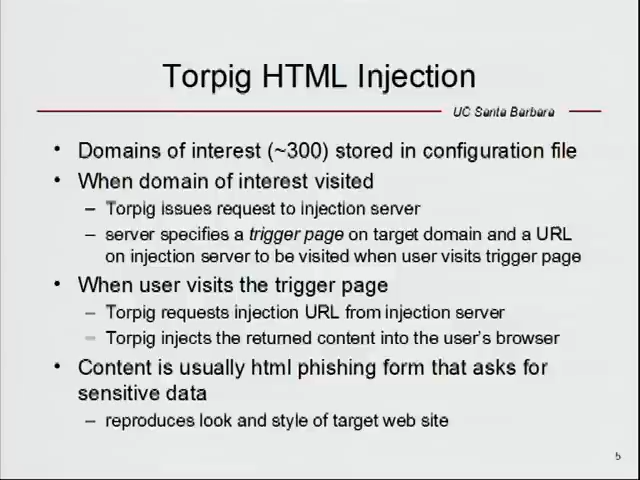 Torpig HTML Injection
UC Santa Barbara
• Domains of interest (~300) stored in configuration file
• When domain of interest visited
– Torpig issues request to injection server
– server specifies a trigger page on target domain and a URL
on injection server to be visited when user visits trigger page
• When user visits the trigger page
– Torpig requests injection URL from injection server
– Torpig injects the returned content into the user's browser
• Content is usually html phishing form that asks for
sensitive data
– reproduces look and style of target web site
5